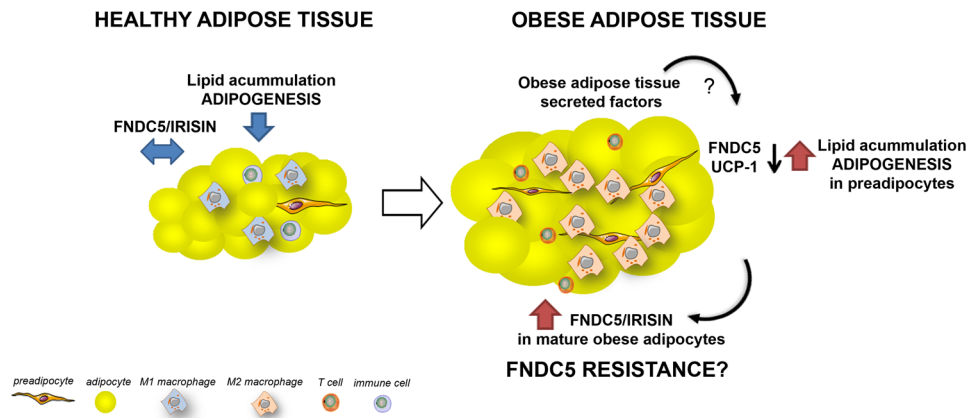 HEALTHY ADIPOSE TISSUE
OBESE ADIPOSE TISSUE
Lipid acummulation
ADIPOGENESIS
FNDC5/IRISIN
Obese adipose tissue
secreted factors
?
FNDC5
UCP-1
Lipid acummulation
ADIPOGENESIS
in preadipocytes
FNDC5/IRISIN
in mature obese adipocytes
FNDC5 RESISTANCE?
preadipocyte
adipocyte
M1 macrophage
M2 macrophage
T cell
immune cell